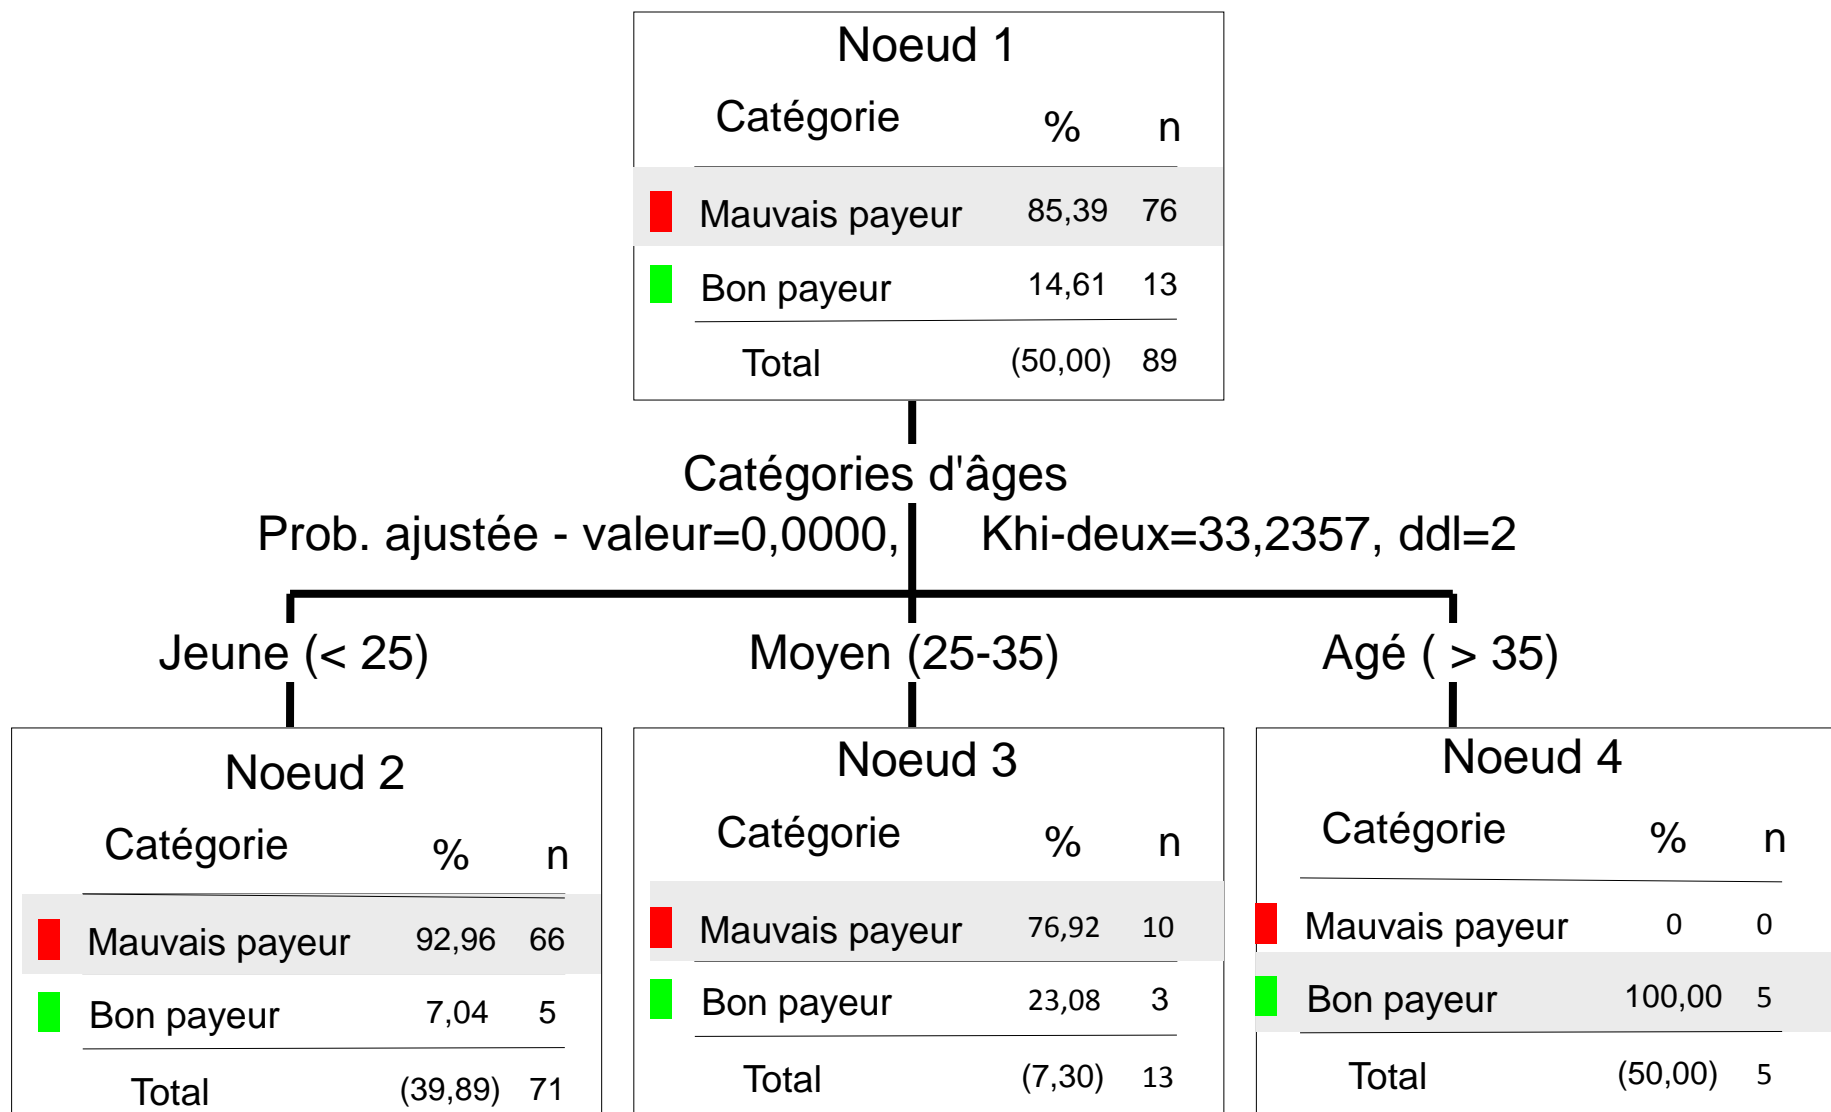 Noeud 1
Catégorie % n
Mauvais payeur 85,39 76
Bon payeur 14,61 13
Total (50,00) 89
Catégories d'âges
Prob. ajustée - valeur=0,0000, Khi-deux=33,2357, ddl=2
Jeune (< 25)
Moyen (25-35)
Agé ( > 35)
Noeud 2
Catégorie % n
Mauvais payeur 92,96 66
Bon payeur 7,04 5
Total (39,89) 71
Noeud 3
Catégorie % n
Mauvais payeur 76,92 10
Bon payeur 23,08 3
Total (7,30) 13
Noeud 4
Catégorie % n
Mauvais payeur 0 0
Bon payeur 100,00 5
Total (50,00) 5